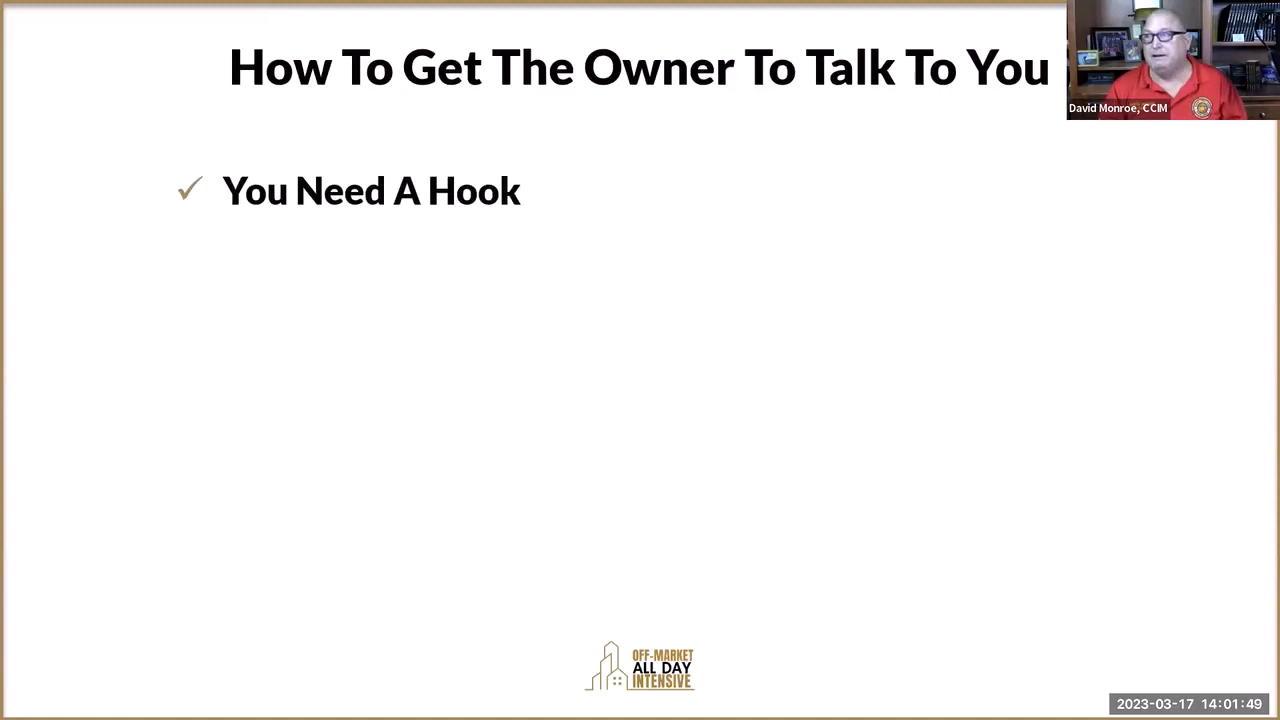 How To Get The Owner To Talk To You
David Monroe, CCIM
✓ You Need A Hook
OFF-MARKET
ALL DAY
INTENSIVE
2023-03-17 14:01:49